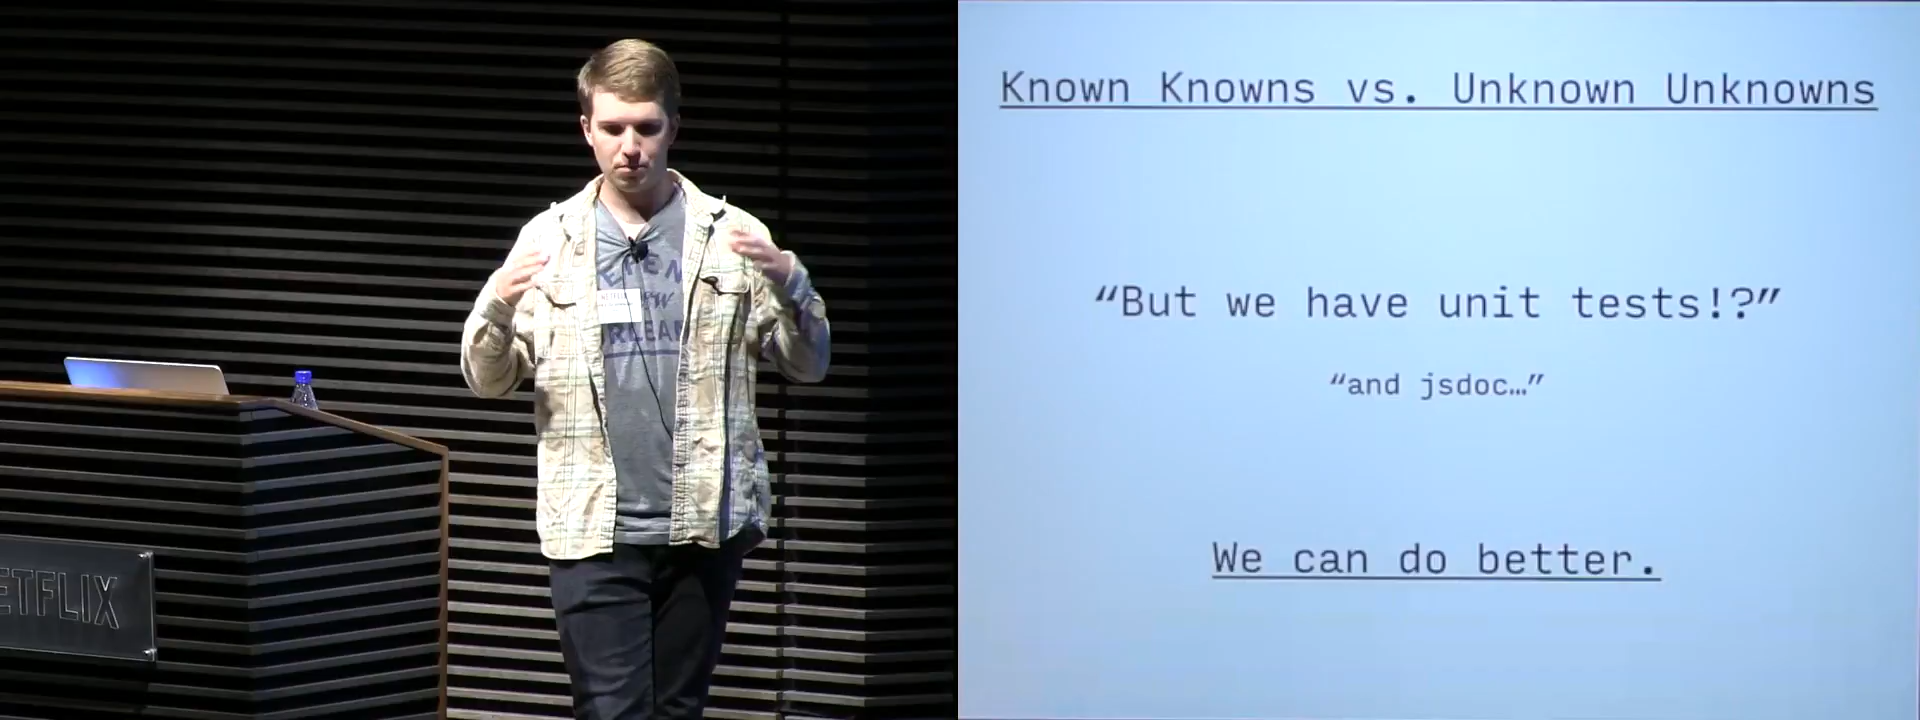 Known Knowns vs. Unknown Unknowns
“But we have unit tests!?”
“and jsdoc…”
We can do better.
ETFLIX